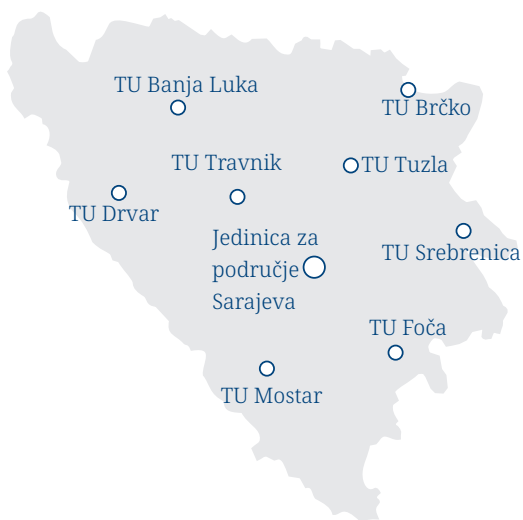 TU Banja Luka
TU Brčko
TU Travnik
TU Tuzla
TU Drvar
Jedinica za
područje
Sarajeva
TU Srebrenica
TU Foča
TU Mostar